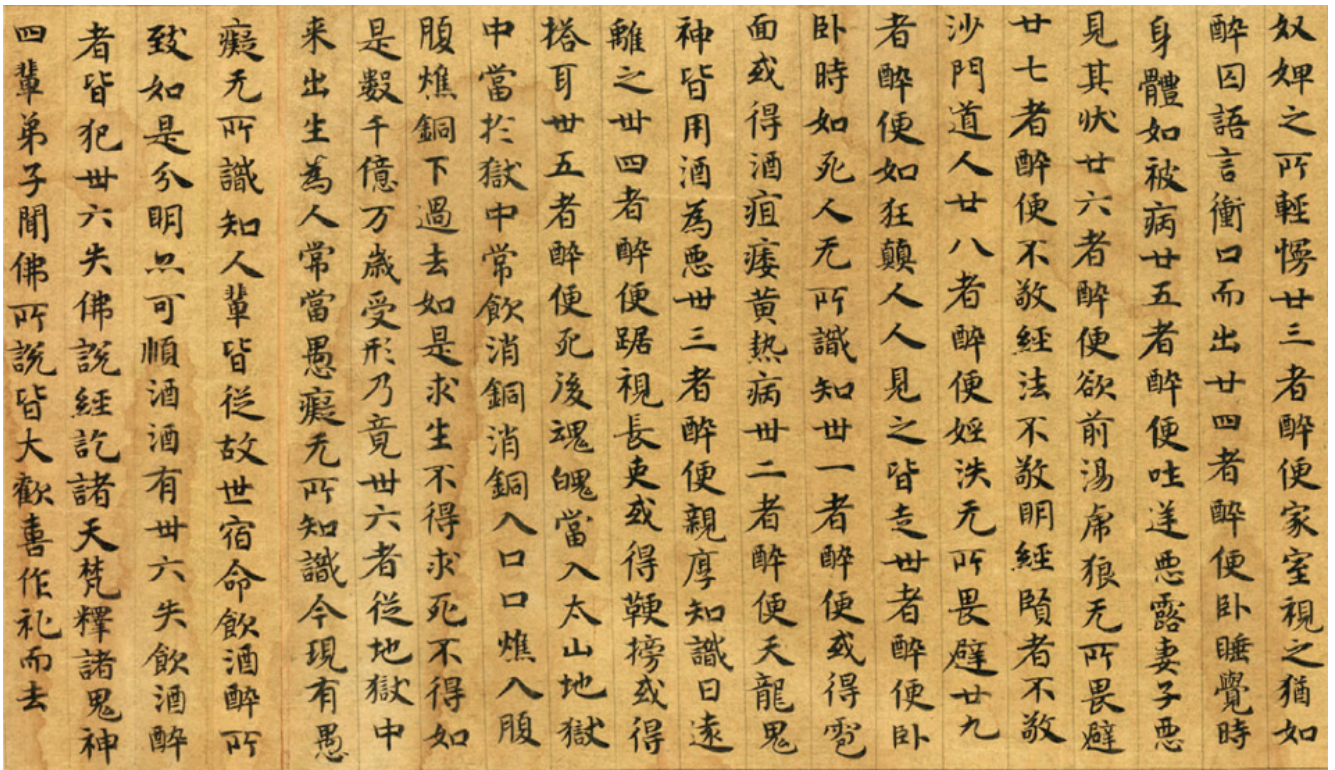 奴婢之所輕慢廿三者醉便家室視之猶如
醉囚語言衝口而出廿四者醉便卧睡覺時
身體如被病廿五者醉便吐逆惡露妻子惡
見其状廿六者醉便欲前湯虎狼无所畏避
廿七者醉便不敬經法不敬明經賢者不敬
沙門道人廿八者醉便婬泆无所畏避廿九
者醉便如狂顛人人見之皆走卅者醉便卧
卧時如死人无所識知卅一者醉便或得皰
面或得酒疸痿黄热病卅二者醉便天龍鬼
神皆用酒為惡卅三者醉便親厚知識日遠
離之卅四者醉便踞視長吏或得鞕搒或得
㙮耳卅五者醉便死後魂魄當入太山地獄
中當扵獄中常飲消銅消銅入口口燋入腹
腹燋銅下過去如是求生不得求死不得如
是數千億万歳受形乃竟卅六者從地獄中
来出生為人常當愚癡无所知識今現有愚
癡无所識知人輩皆從故世宿命飲酒醉所
致如是分明亦可順酒酒有卅六失飲酒醉
者皆犯卅六失佛說經訖諸天梵釋諸鬼神
四輩弟子聞佛所說皆大歡喜作礼而去